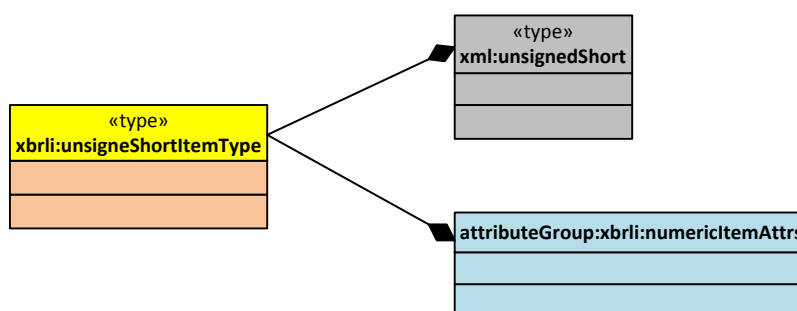 «type»
xml:unsignedShort
«type»
xbrli:unsigneShortItemType
attributeGroup:xbrli:numericItemAttrs